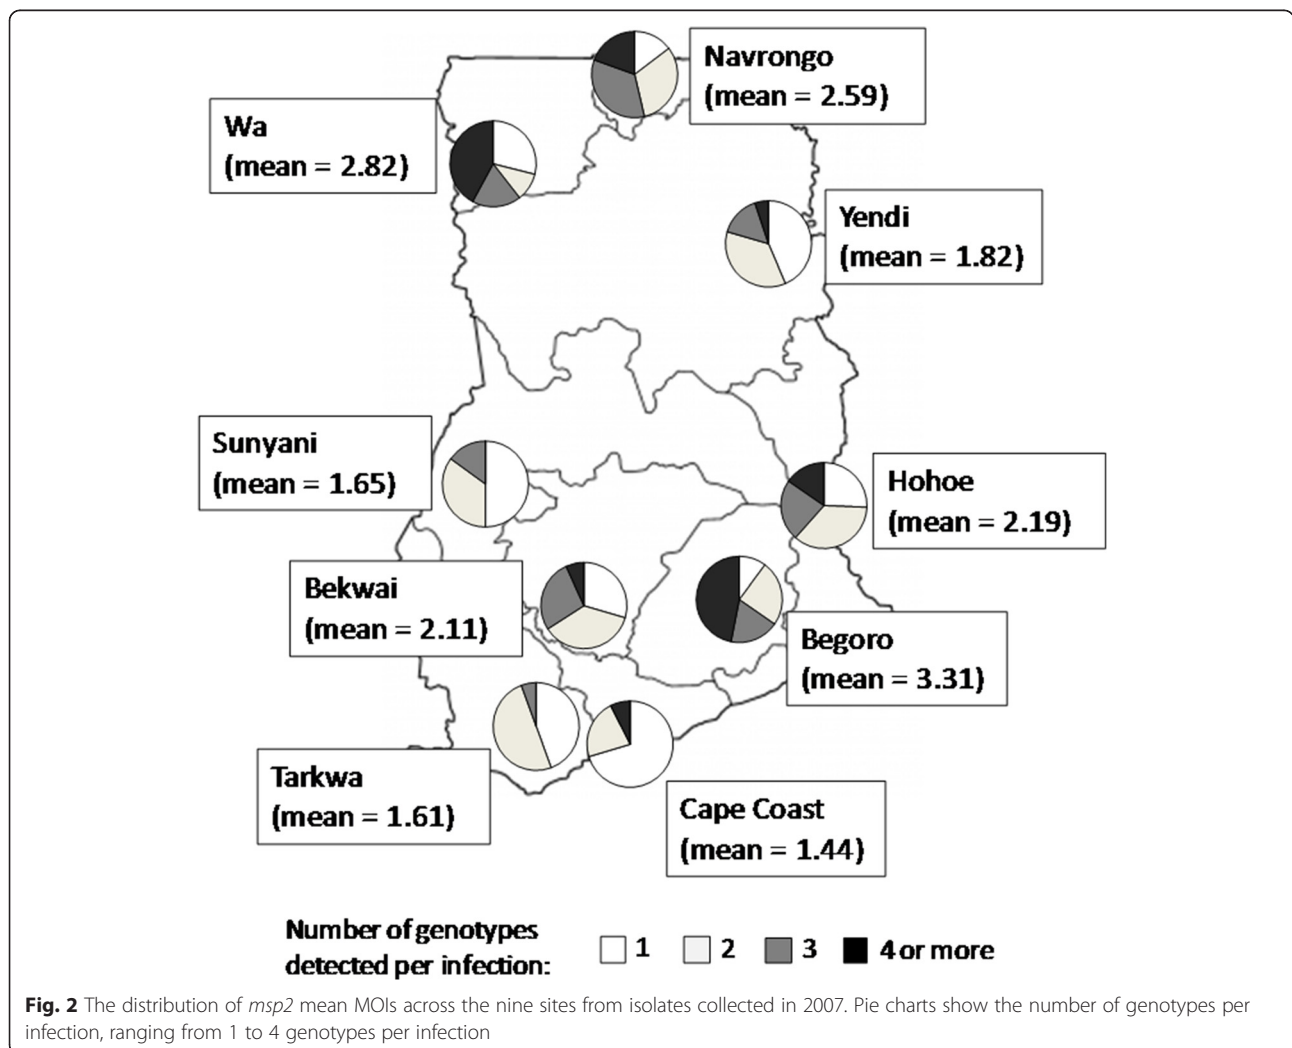 Navrongo
(mean = 2.59)
Wa
(mean = 2.82)
Yendi
(mean = 1.82)
Sunyani
(mean = 1.65)
Hohoe
(mean = 2.19)
Bekwai
(mean = 2.11)
Begoro
(mean = 3.31)
Tarkwa
(mean = 1.61)
Cape Coast
(mean = 1.44)
Number of genotypes
detected per infection: 1 2 3 4 or more
Fig. 2 The distribution of msp2 mean MOIs across the nine sites from isolates collected in 2007. Pie charts show the number of genotypes per
infection, ranging from 1 to 4 genotypes per infection